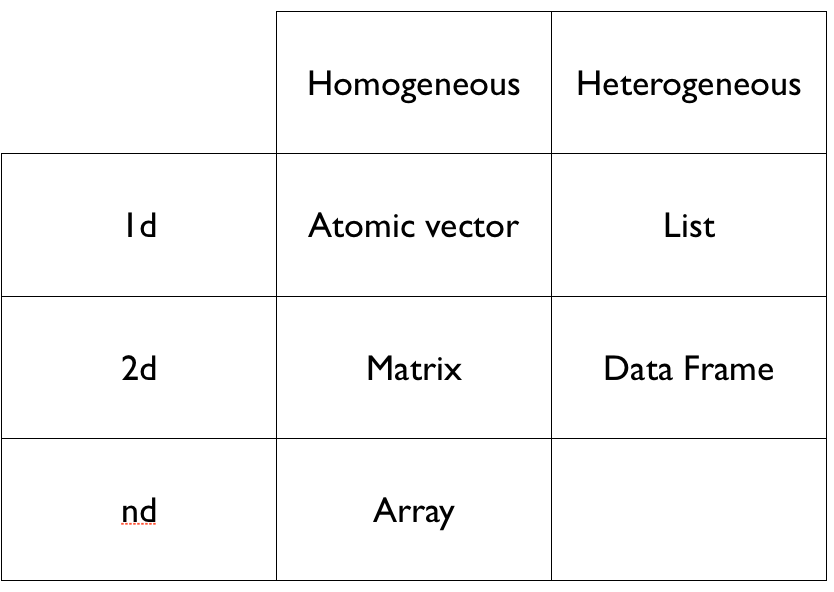 Homogeneous Heterogeneous
1d Atomic vector List
2d Matrix Data Frame
nd Array